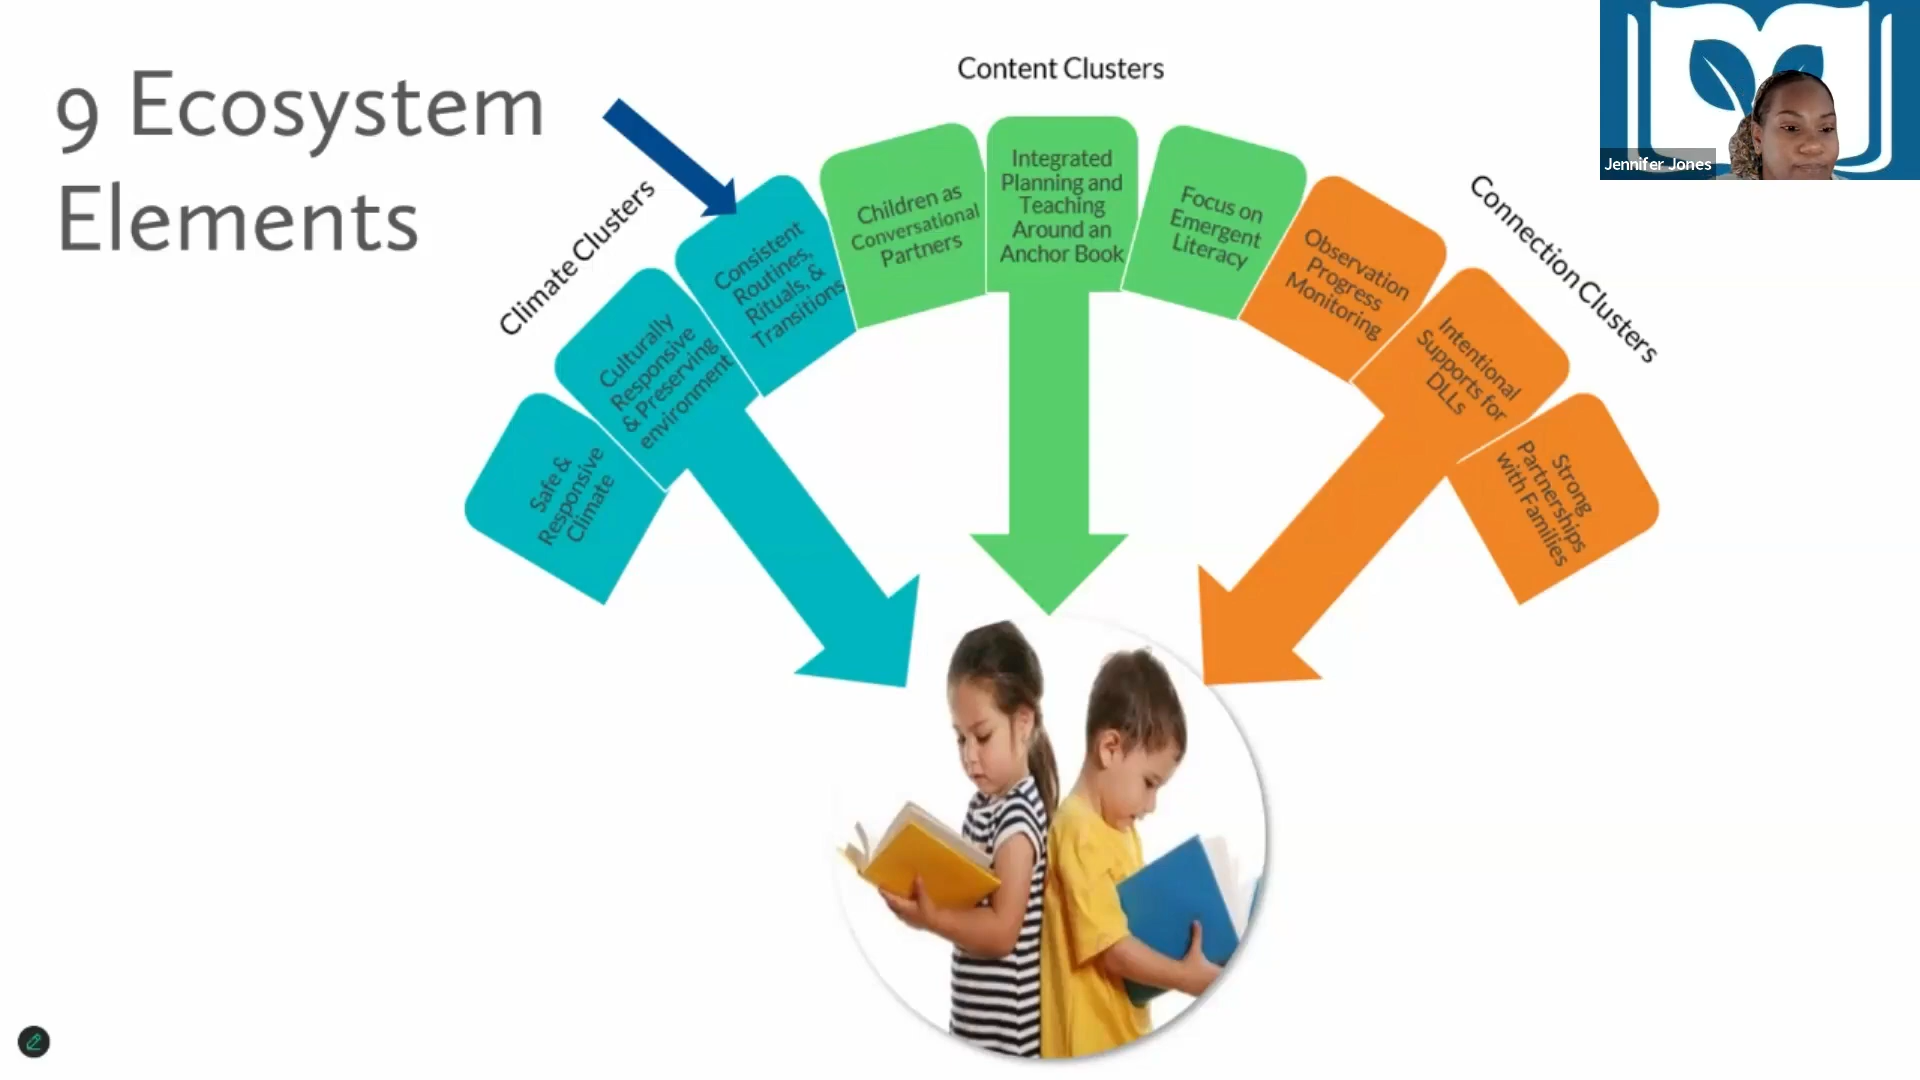 9 Ecosystem
Elements
Climate Clusters
Content Clusters
Connection Clusters
Safe &
Responsive
Climate
Culturally
Responsive
& Preserving
environment
Consistent
Routines,
Rituals, &
Transitions
Children as
Conversational
Partners
Integrated
Planning and
Teaching
Around an
Anchor Book
Focus on
Emergent
Literacy
Observation
Progress
Monitoring
Intentional
Supports for
DLLs
Strong
Partnerships
with Families
Jennifer Jones